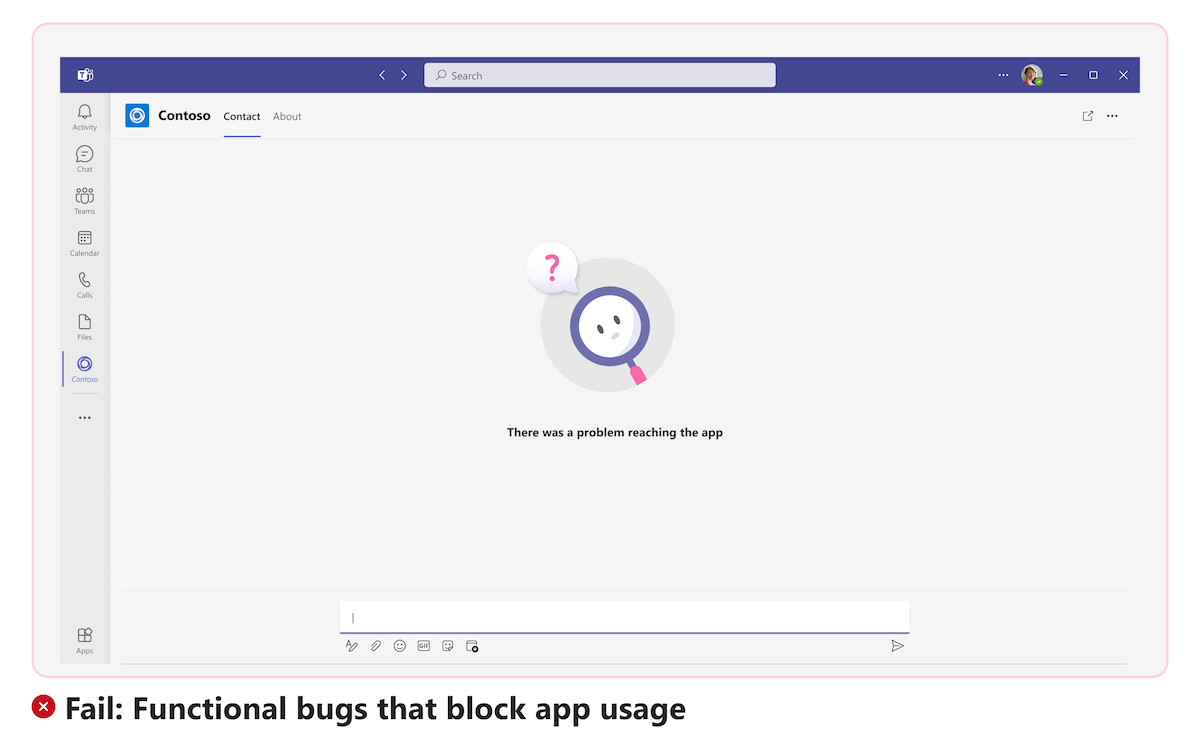 Search
Activity
Chat
Teams
Calendar
Calls
Files
Contoso
Apps
Contoso
Contact
About
?
There was a problem reaching the app
GIF
Fail: Functional bugs that block app usage